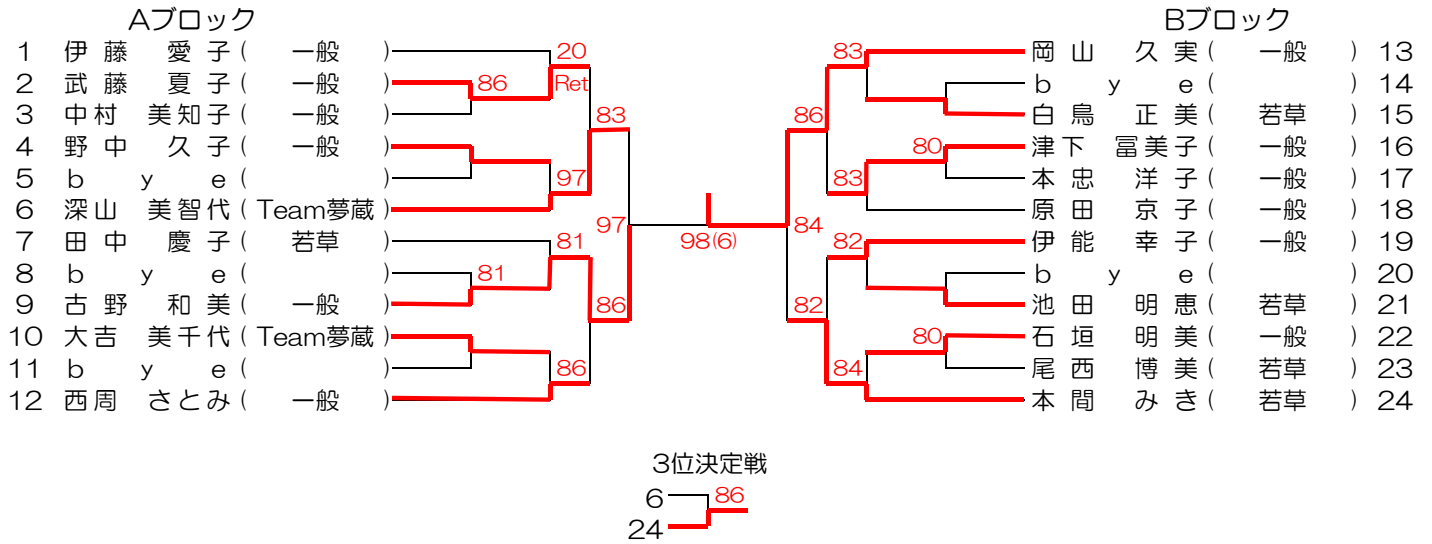 Aブロック Bブロック
1 伊藤 愛子( 一般 ) 20 83 岡山 久実( 一般 ) 13
2 武藤 夏子( 一般 ) 86 Ret b y e( ) 14
3 中村 美知子( 一般 ) 83 86 白鳥 正美( 若草 ) 15
4 野中 久子( 一般 ) 80 津下 冨美子( 一般 ) 16
5 b y e( ) 97 83 本忠 洋子( 一般 ) 17
6 深山 美智代(Team夢蔵) 原田 京子( 一般 ) 18
97 98(6) 84
7 田中 慶子( 若草 ) 81 82 伊能 幸子( 一般 ) 19
8 b y e( ) 81 b y e( ) 20
9 古野 和美( 一般 ) 86 82 池田 明恵( 若草 ) 21
10 大吉 美千代(Team夢蔵) 80 石垣 明美( 一般 ) 22
11 b y e( ) 86 84 尾西 博美( 若草 ) 23
12 西周 さとみ( 一般 ) 本間 みき( 若草 ) 24
3位決定戦
6 86
24